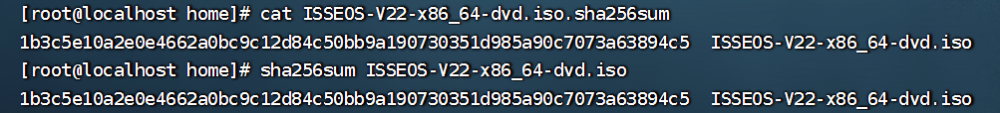 [root@localhost home]# cat ISSEOS-V22-x86_64-dvd.iso.sha256sum
1b3c5e10a2e0e4662a0bc9c12d84c50bb9a190730351d985a90c7073a63894c5  ISSEOS-V22-x86_64-dvd.iso
[root@localhost home]# sha256sum ISSEOS-V22-x86_64-dvd.iso
1b3c5e10a2e0e4662a0bc9c12d84c50bb9a190730351d985a90c7073a63894c5  ISSEOS-V22-x86_64-dvd.iso